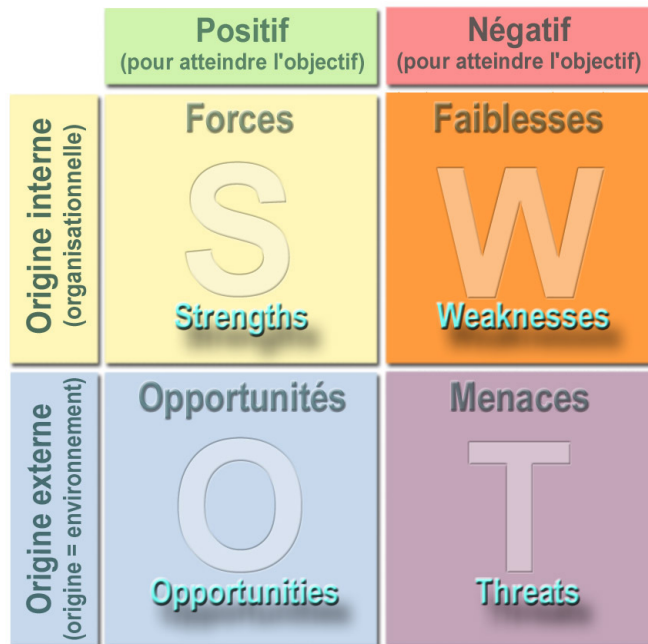 Positif
(pour atteindre l'objectif)
Négatif
(pour atteindre l'objectif)
Origine interne
(organisationnelle)
Forces
S
Strengths
Faiblesses
W
Weaknesses
Origine externe
(origine = environnement)
Opportunités
O
Opportunities
Menaces
T
Threats